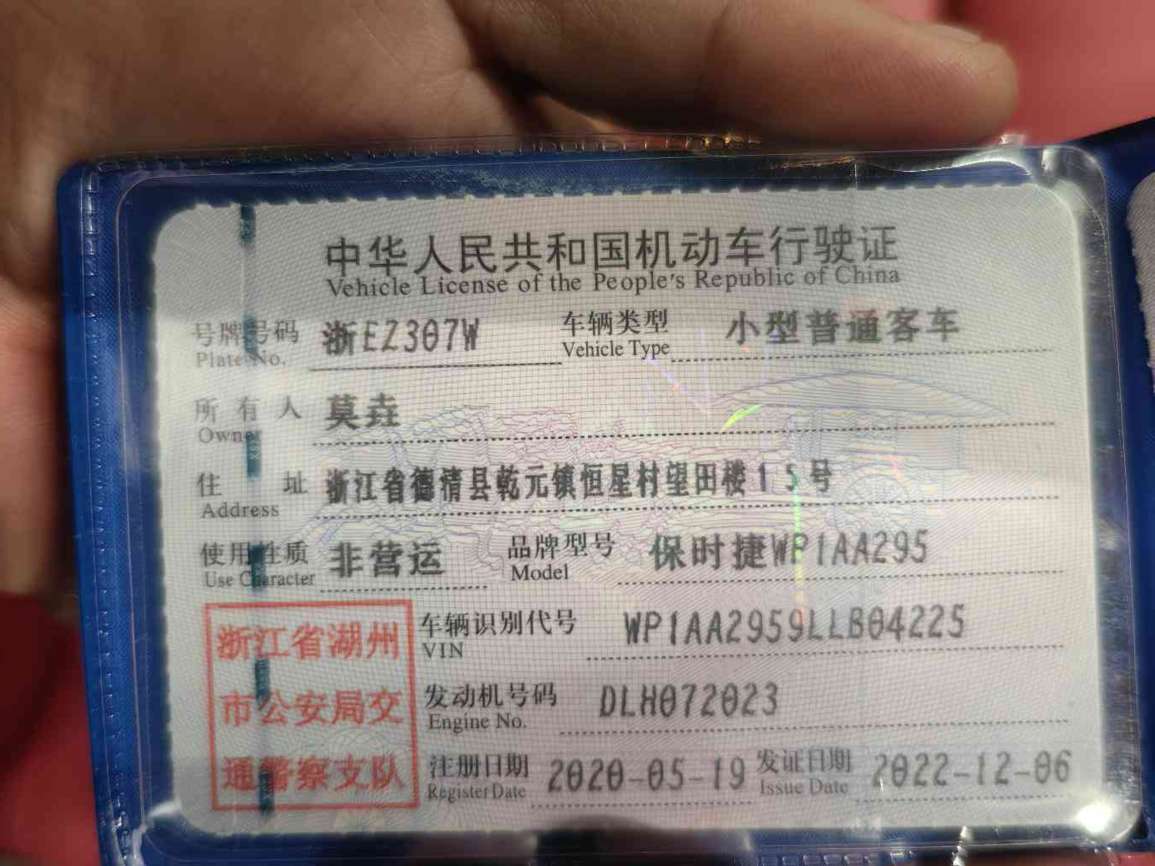 中华人民共和国机动车行驶证
Vehicle License of the People's Republic of China
号牌号码 浙EZ307W 车辆类型 小型普通客车
Plate No. Vehicle Type
所有人 莫垚
Owner
住址 浙江省德清县乾元镇恒星村望田楼15号
Address
使用性质 非营运 品牌型号 保时捷WP1AA295
Use Character Model
浙江省湖州
市公安局交
通警察支队
车辆识别代号 WP1AA2959LLB04225
VIN
发动机号码 DLH072023
Engine No.
注册日期 2020-05-19 发证日期 2022-12-06
Register Date Issue Date